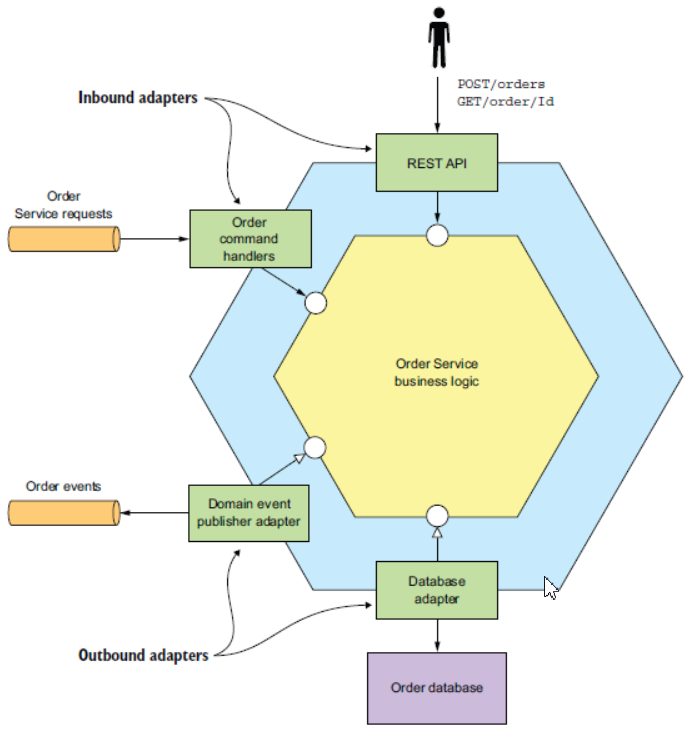 POST/orders
GET/order/Id
Inbound adapters
REST API
Order
Service requests
Order
command
handlers
Order Service
business logic
Order events
Domain event
publisher adapter
Database
adapter
Outbound adapters
Order database